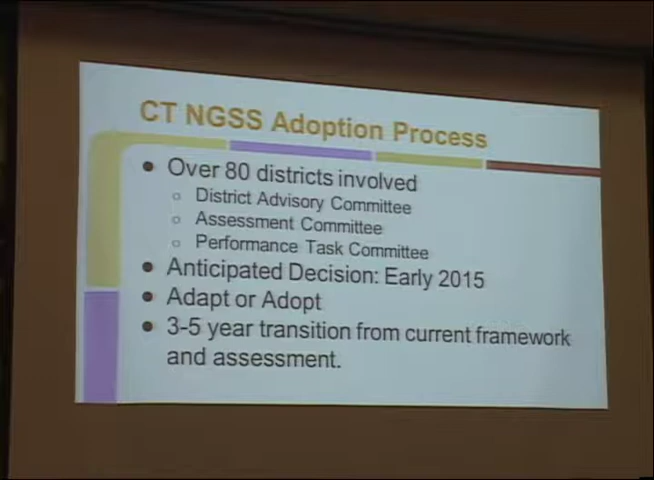 CT NGSS Adoption Process
• Over 80 districts involved
○ District Advisory Committee
○ Assessment Committee
○ Performance Task Committee
• Anticipated Decision: Early 2015
• Adapt or Adopt
• 3-5 year transition from current framework
and assessment.